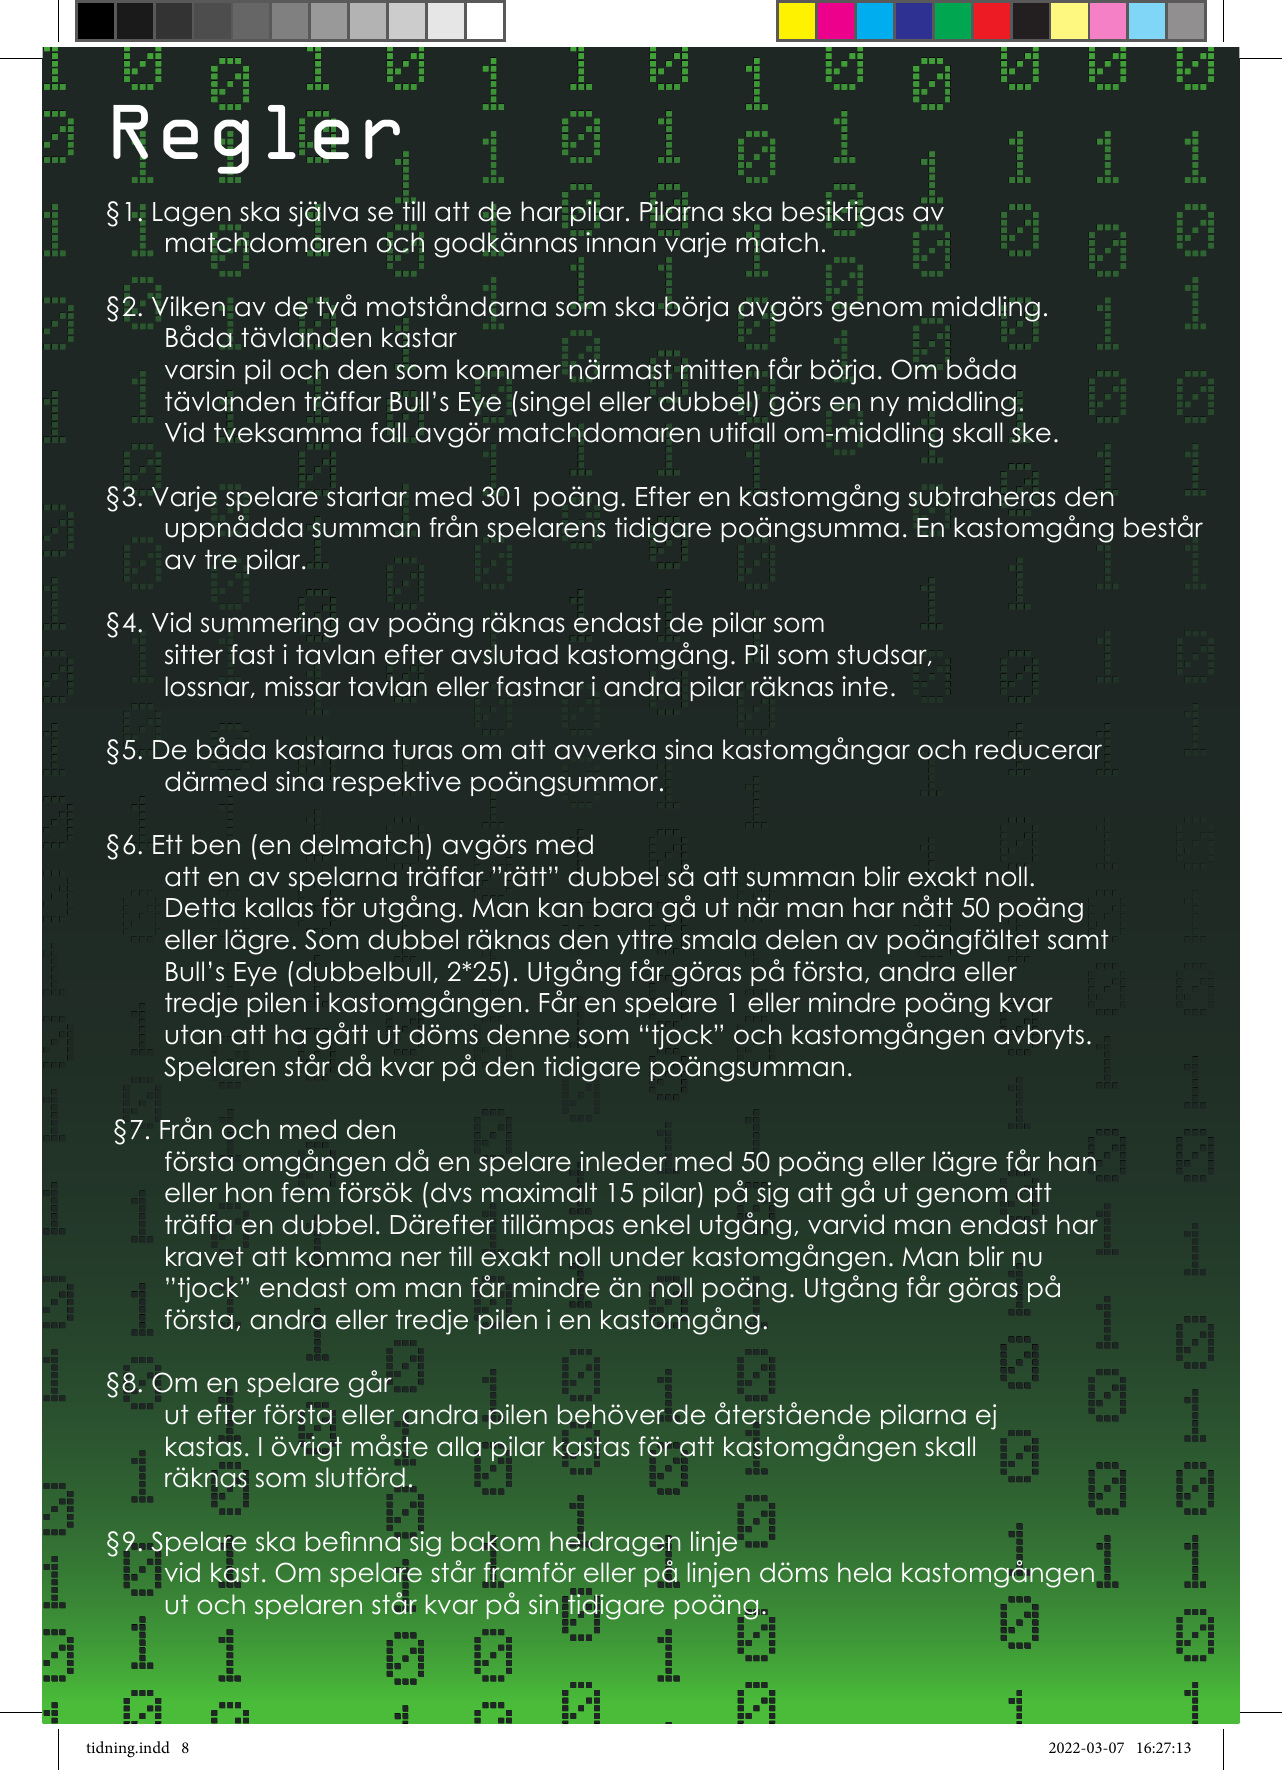 Regler
§1. Lagen ska själva se till att de har pilar. Pilarna ska besiktigas av
matchdomaren och godkännas innan varje match.
§2. Vilken av de två motståndarna som ska börja avgörs genom middling.
Båda tävlanden kastar
varsin pil och den som kommer närmast mitten får börja. Om båda
tävlanden träffar Bull’s Eye (singel eller dubbel) görs en ny middling.
Vid tveksamma fall avgör matchdomaren utifall om-middling skall ske.
§3. Varje spelare startar med 301 poäng. Efter en kastomgång subtraheras den
uppnådda summan från spelarens tidigare poängsumma. En kastomgång består
av tre pilar.
§4. Vid summering av poäng räknas endast de pilar som
sitter fast i tavlan efter avslutad kastomgång. Pil som studsar,
lossnar, missar tavlan eller fastnar i andra pilar räknas inte.
§5. De båda kastarna turas om att avverka sina kastomgångar och reducerar
därmed sina respektive poängsummor.
§6. Ett ben (en delmatch) avgörs med
att en av spelarna träffar ”rätt” dubbel så att summan blir exakt noll.
Detta kallas för utgång. Man kan bara gå ut när man har nått 50 poäng
eller lägre. Som dubbel räknas den yttre smala delen av poängfältet samt
Bull’s Eye (dubbelbull, 2*25). Utgång får göras på första, andra eller
tredje pilen i kastomgången. Får en spelare 1 eller mindre poäng kvar
utan att ha gått ut döms denne som “tjock” och kastomgången avbryts.
Spelaren står då kvar på den tidigare poängsumman.
§7. Från och med den
första omgången då en spelare inleder med 50 poäng eller lägre får han
eller hon fem försök (dvs maximalt 15 pilar) på sig att gå ut genom att
träffa en dubbel. Därefter tillämpas enkel utgång, varvid man endast har
kravet att komma ner till exakt noll under kastomgången. Man blir nu
”tjock” endast om man får mindre än noll poäng. Utgång får göras på
första, andra eller tredje pilen i en kastomgång.
§8. Om en spelare går
ut efter första eller andra pilen behöver de återstående pilarna ej
kastas. I övrigt måste alla pilar kastas för att kastomgången skall
räknas som slutförd.
§9. Spelare ska befinna sig bakom heldragen linje
vid kast. Om spelare står framför eller på linjen döms hela kastomgången
ut och spelaren står kvar på sin tidigare poäng.
tidning.indd 8
2022-03-07 16:27:13